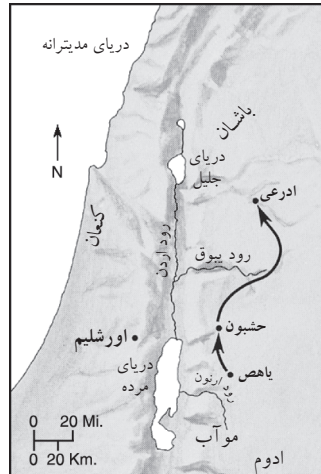 دریای مدیترانه
باشان
دریای
جلیل
ادرعی
N
کنعان
رود اردن
رود یبوق
حشبون
اورشلیم
دریای
مرده
یاهص
رود ارنون
موآب
ادوم
0 20 Mi.
0 20 Km.